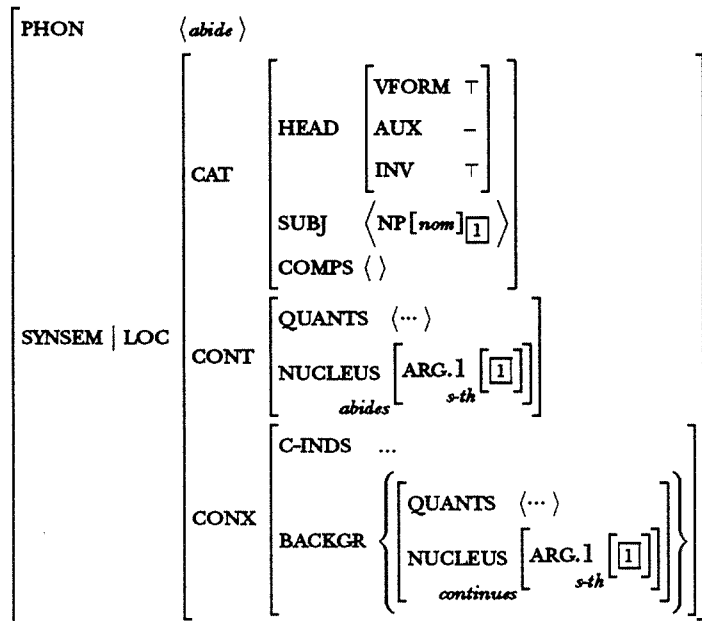 PHON ⟨abide⟩
VFORM ⊤
HEAD AUX –
INV ⊤
CAT
SUBJ ⟨NP[nom] 1⟩
COMPS ⟨ ⟩
QUANTS ⟨⋯⟩
SYNSEM | LOC CONT
NUCLEUS [ARG.1 [1]]
abides s-th
C-INDS ...
QUANTS ⟨⋯⟩
CONX
BACKGR {
NUCLEUS [ARG.1 [1]] }
continues s-th